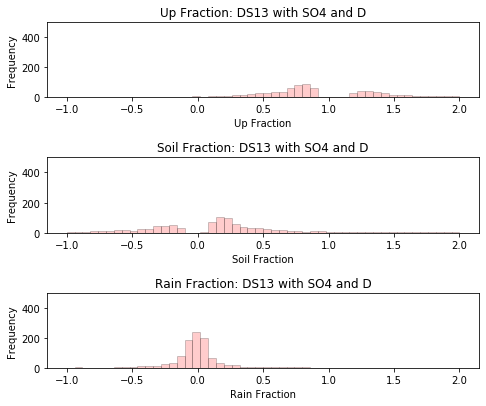 Up Fraction: DS13 with SO4 and D
400
200
0
Frequency
−1.0 −0.5 0.0 0.5 1.0 1.5 2.0
Up Fraction
Soil Fraction: DS13 with SO4 and D
400
200
0
Frequency
−1.0 −0.5 0.0 0.5 1.0 1.5 2.0
Soil Fraction
Rain Fraction: DS13 with SO4 and D
400
200
0
Frequency
−1.0 −0.5 0.0 0.5 1.0 1.5 2.0
Rain Fraction